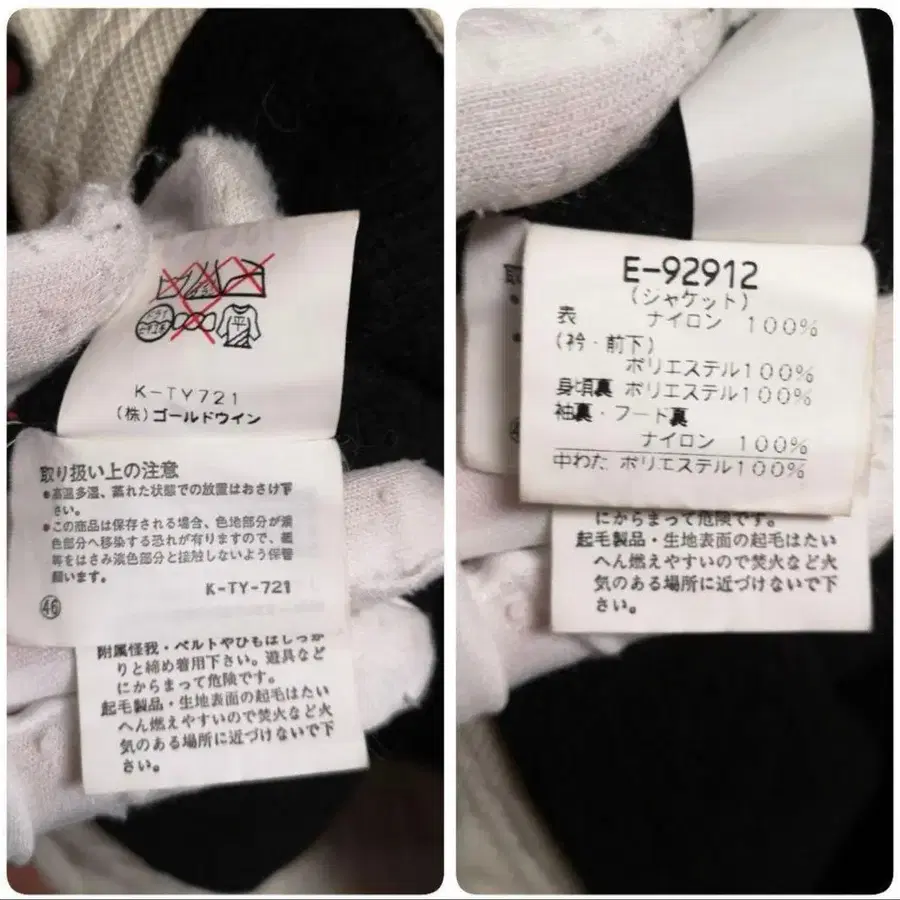 K-TY721
(株)ゴールドウイン
取り扱い上の注意
●高温多湿、蒸れた状態での放置はおさけ下
さい。
●この商品は保存される場合、色地部分が淡
色部分へ移染する恐れが有りますので、紙
等をはさみ淡色部分と接触しないよう保管
願います。
K-TY-721
46
附属怪我・ベルトやひもはしっか
りと締め着用下さい。遊具など
にからまって危険です。
起毛製品・生地表面の起毛はたい
へん燃えやすいので焚火など火
気のある場所に近づけないで下
さい。
E-92912
(ジャケット)
表 ナイロン 100%
(衿・前下)
ポリエステル100%
身頃裏 ポリエステル100%
袖裏・フード裏
ナイロン 100%
中わた ポリエステル100%
取
にからまって危険です。
起毛製品・生地表面の起毛はたい
へん燃えやすいので焚火など火
気のある場所に近づけないで下
さい。